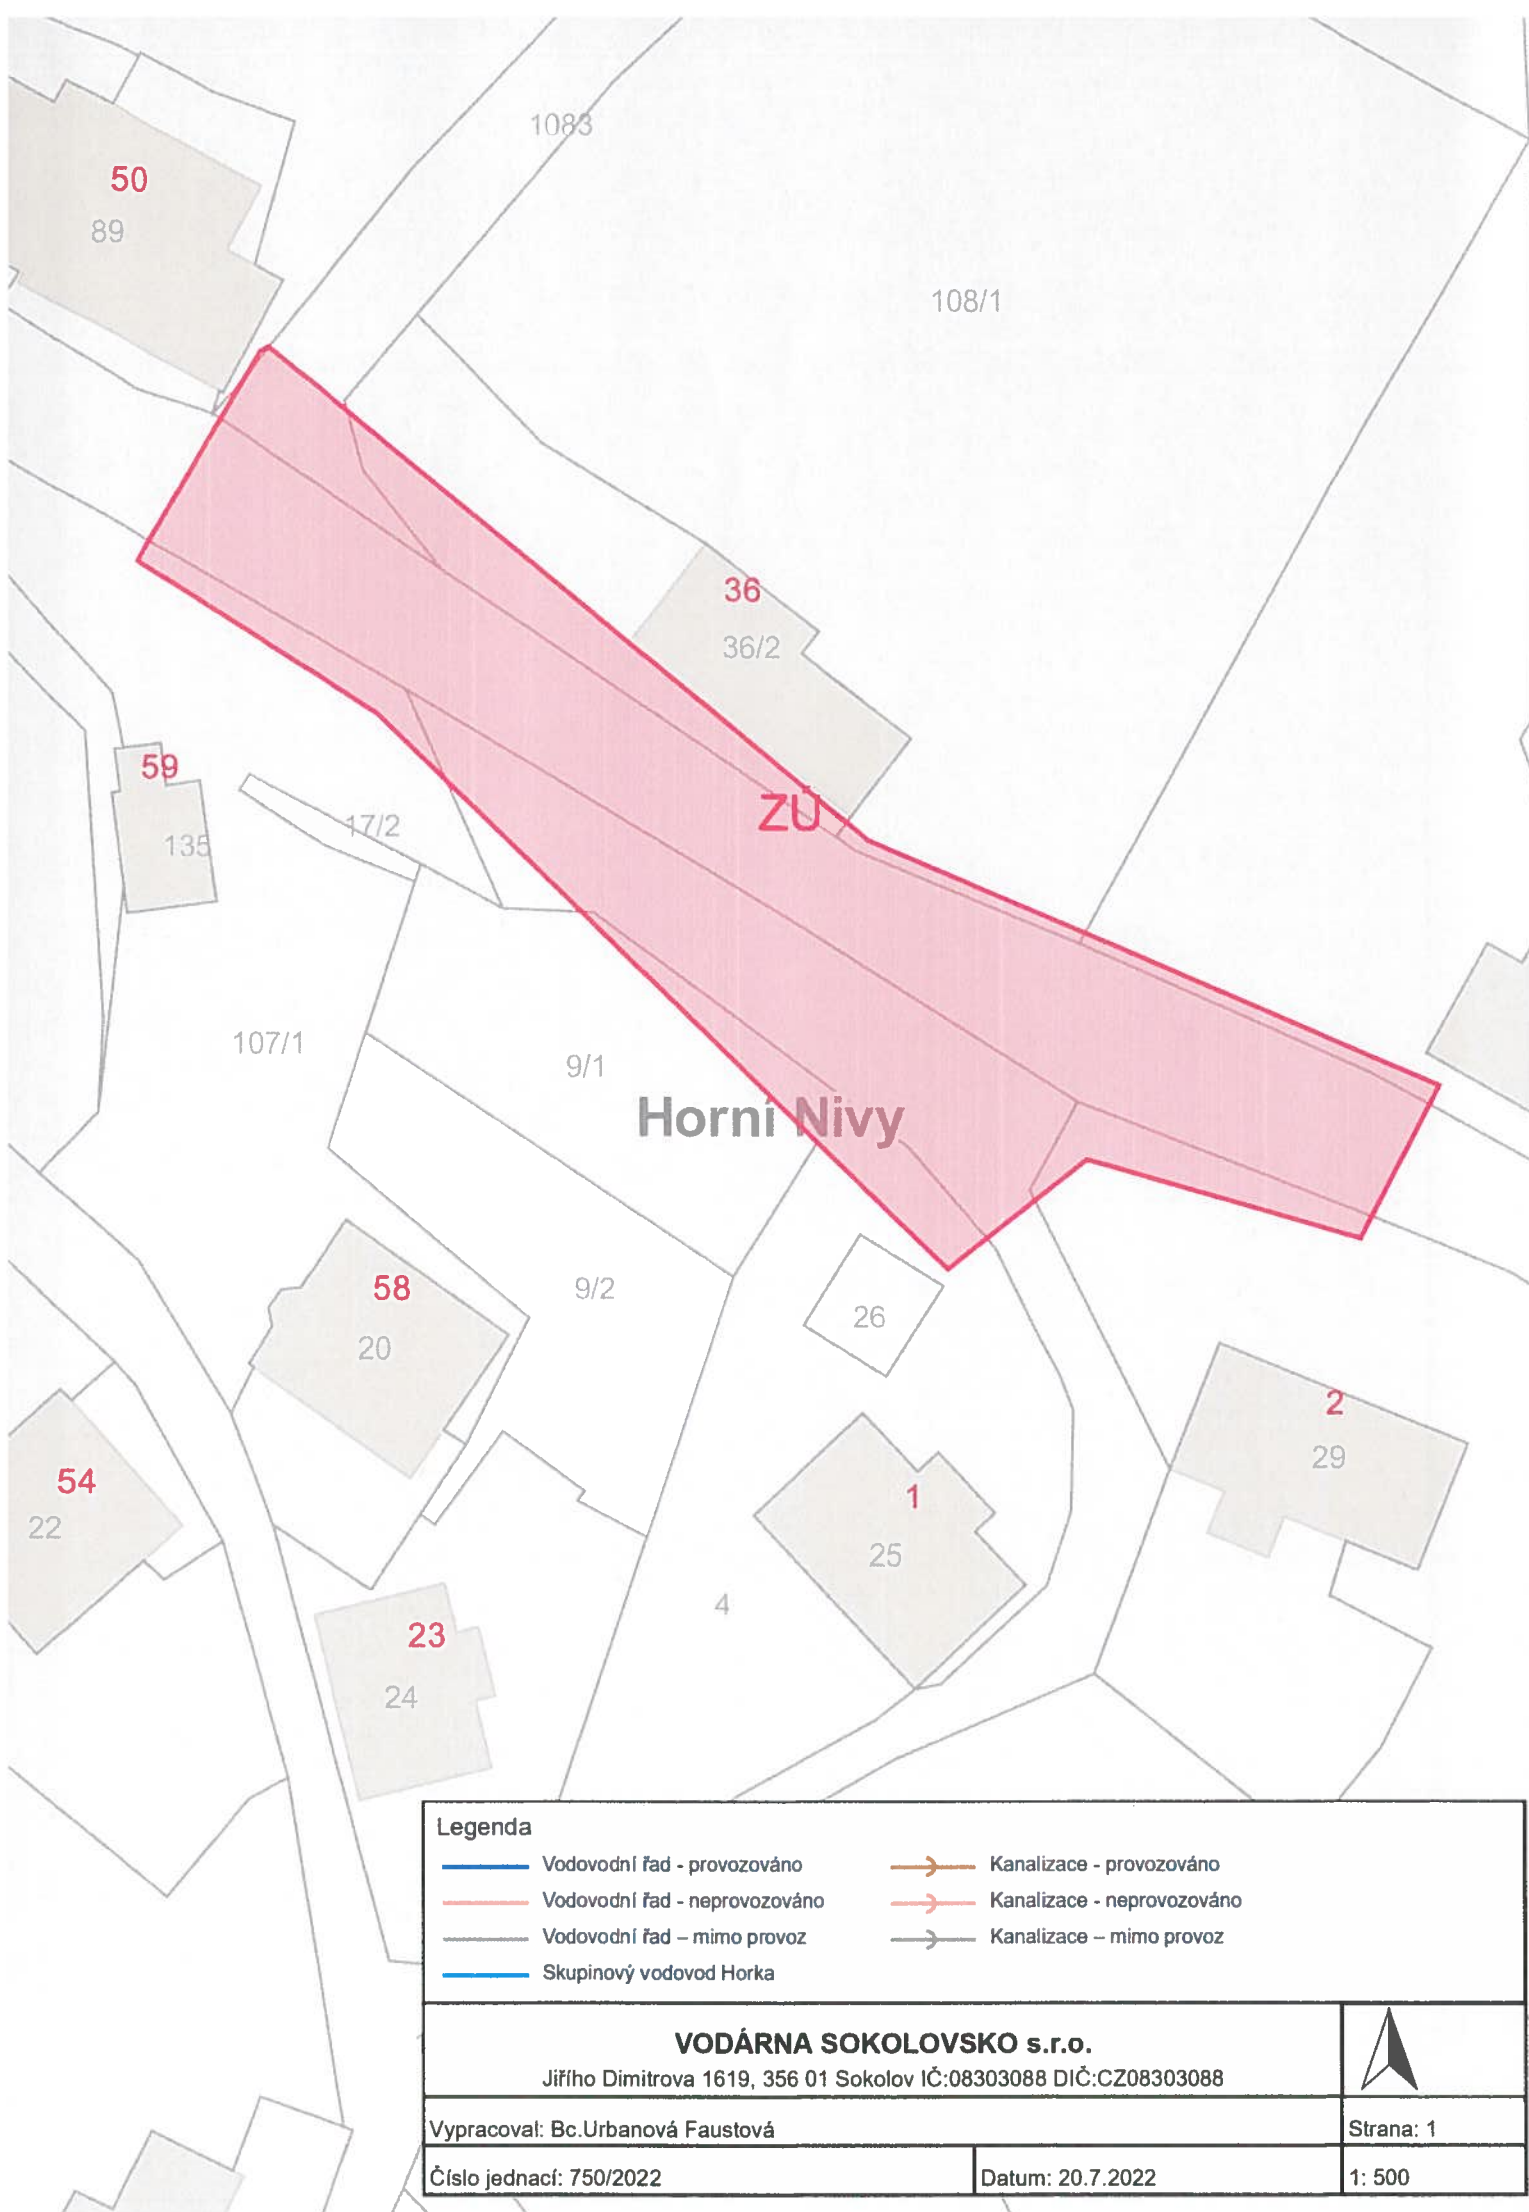 1083
50
89
108/1
36
36/2
59
ZÚ
17/2
135
107/1
9/1
Horní Nivy
58
9/2
26
20
2
54
29
1
22
25
4
23
24
Legenda
Vodovodní řad - provozováno
Kanalizace - provozováno
Vodovodní řad - neprovozováno
Kanalizace - neprovozováno
Vodovodní řad – mimo provoz
Kanalizace – mimo provoz
Skupinový vodovod Horka
VODÁRNA SOKOLOVSKO s.r.o.
Jiřího Dimitrova 1619, 356 01 Sokolov IČ:08303088 DIČ:CZ08303088
Vypracoval: Bc.Urbanová Faustová
Strana: 1
Číslo jednací: 750/2022
Datum: 20.7.2022
1: 500